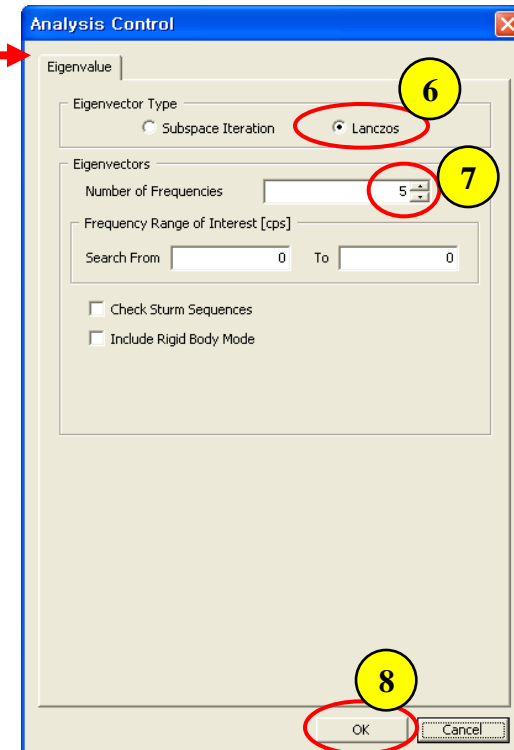 Analysis Control
Eigenvalue
6
Eigenvector Type
Subspace Iteration Lanczos
Eigenvectors
7
Number of Frequencies 5
Frequency Range of Interest [cps]
Search From 0 To 0
Check Sturm Sequences
Include Rigid Body Mode
8
OK Cancel